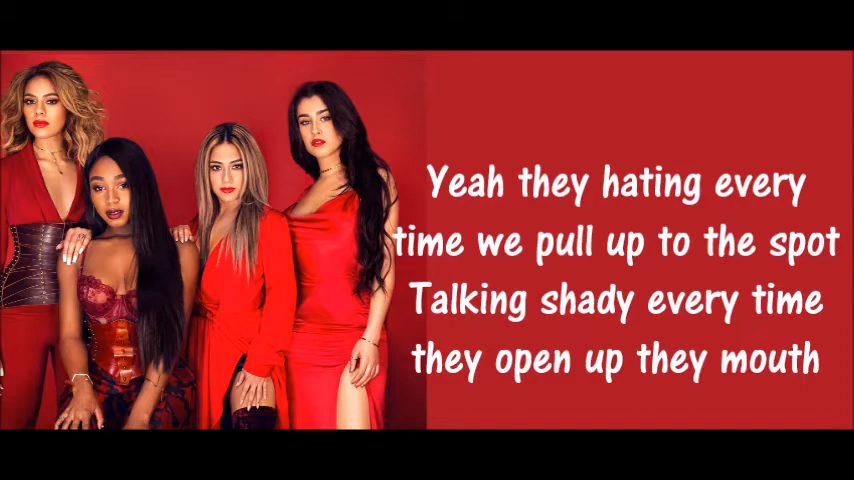 Yeah they hating every
time we pull up to the spot
Talking shady every time
they open up they mouth